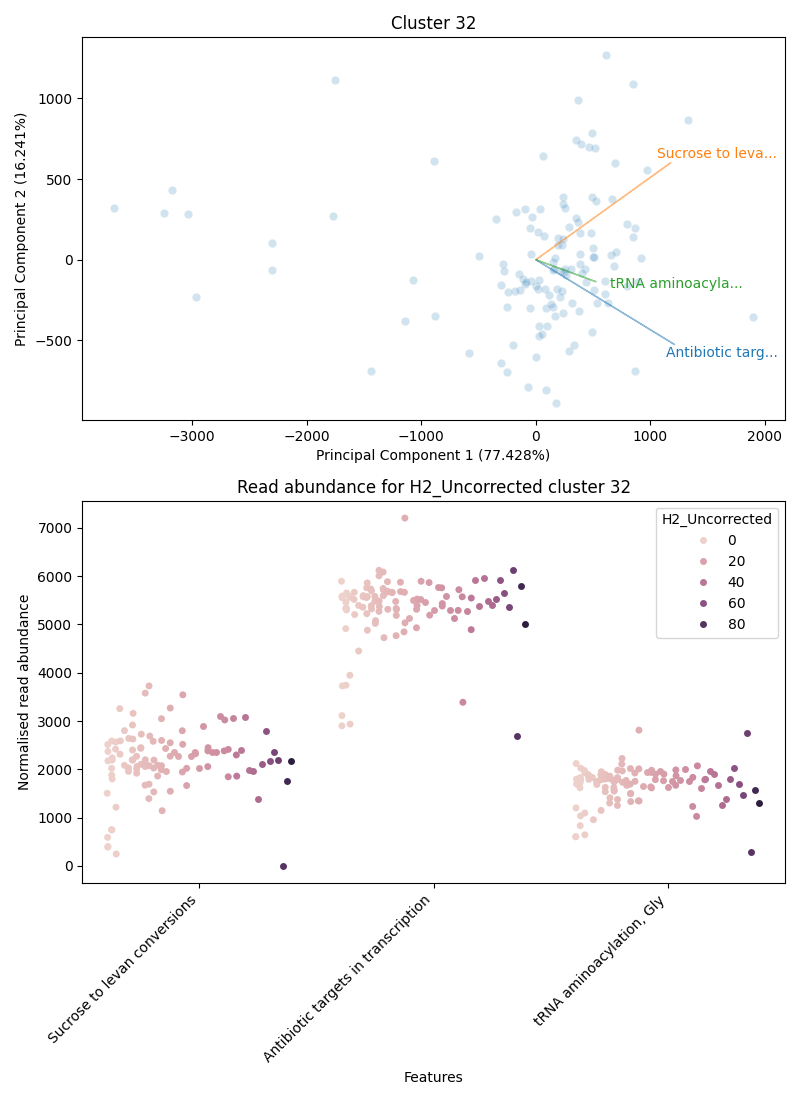 Cluster 32
1000
500
0
−500
Principal Component 2 (16.241%)
Sucrose to leva...
tRNA aminoacyla...
Antibiotic targ...
−3000
−2000
−1000
0
1000
2000
Principal Component 1 (77.428%)
Read abundance for H2_Uncorrected cluster 32
7000
6000
5000
4000
3000
2000
1000
0
Normalised read abundance
H2_Uncorrected
0
20
40
60
80
Sucrose to levan conversions
Antibiotic targets in transcription
tRNA aminoacylation, Gly
Features